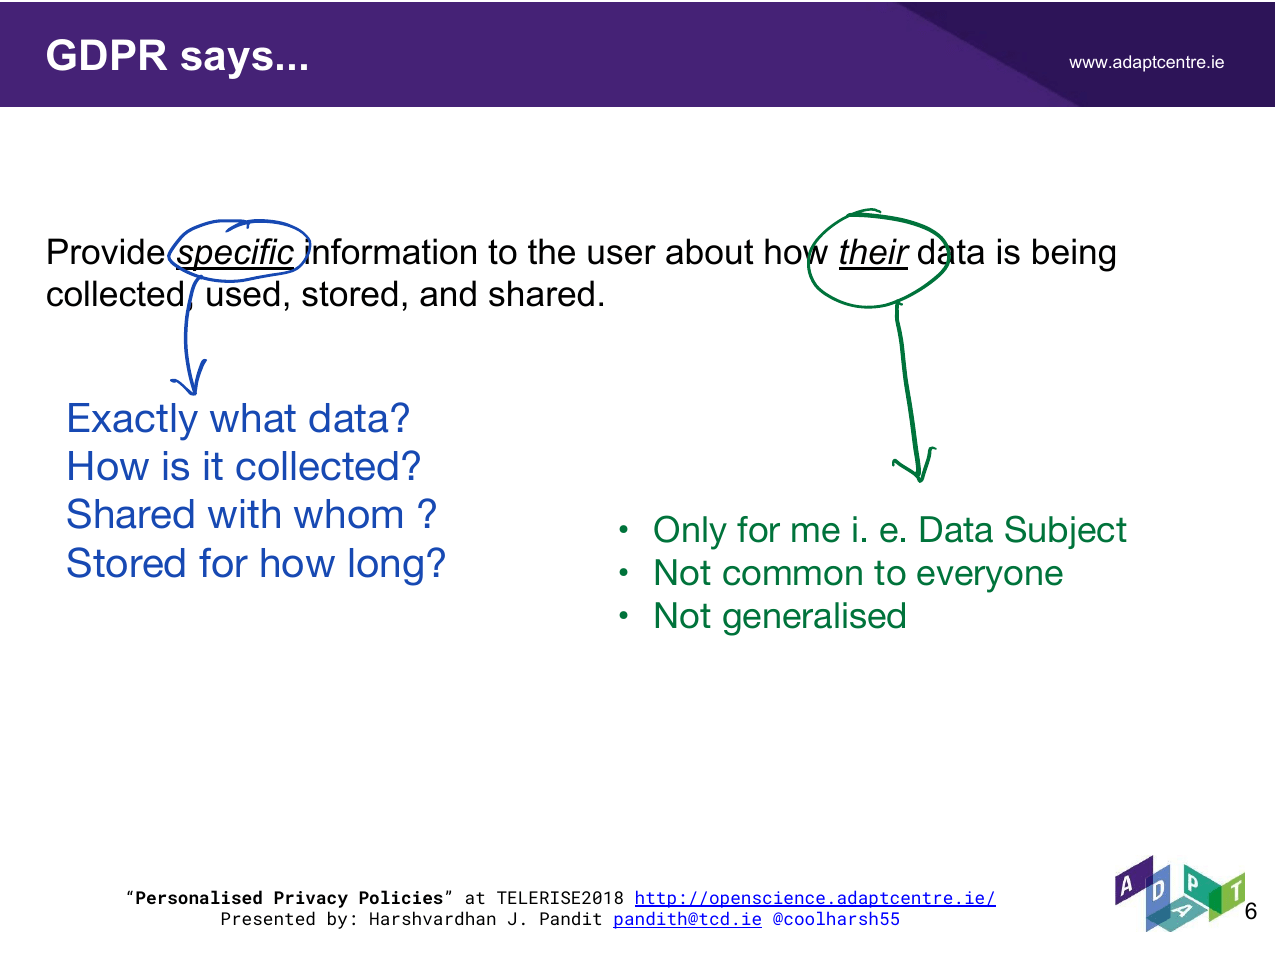 GDPR says...
www.adaptcentre.ie
Provide specific information to the user about how their data is being
collected, used, stored, and shared.
Exactly what data?
How is it collected?
Shared with whom ?
Stored for how long?
• Only for me i. e. Data Subject
• Not common to everyone
• Not generalised
“Personalised Privacy Policies” at TELERISE2018 http://openscience.adaptcentre.ie/
Presented by: Harshvardhan J. Pandit pandith@tcd.ie @coolharsh55
ADAPT
6